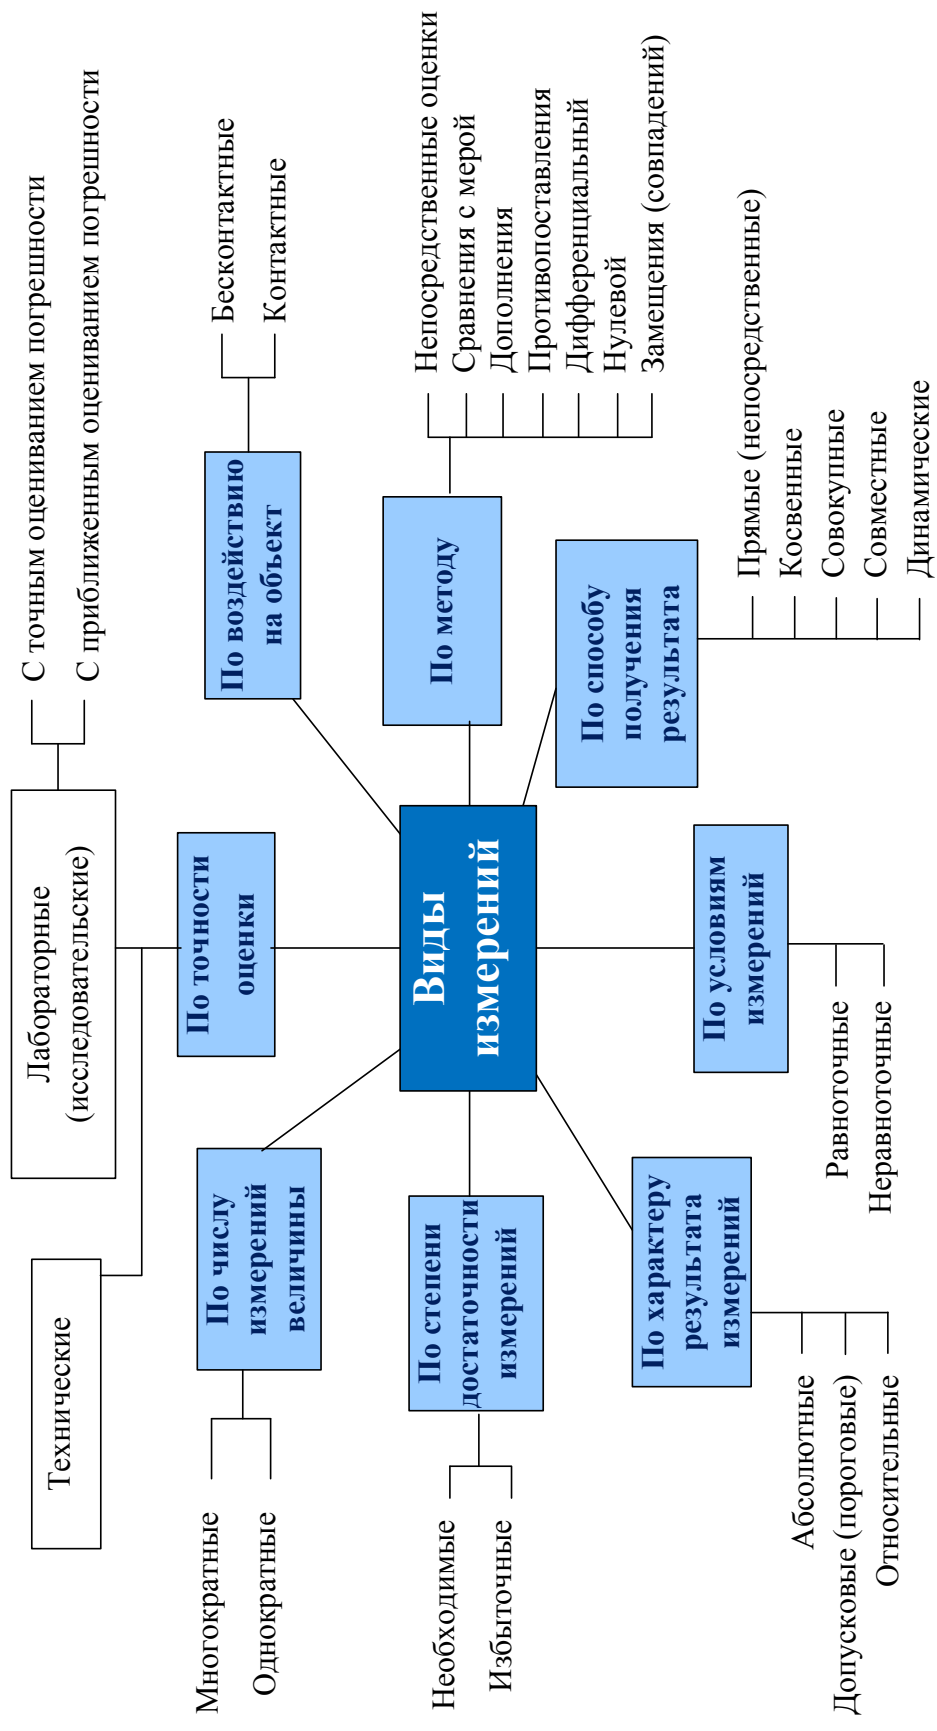 Технические
Лабораторные
(исследовательские)
С точным оцениванием погрешности
С приближенным оцениванием погрешности
По точности
оценки
Многократные
Однократные
По числу
измерений
величины
По воздействию
на объект
Бесконтактные
Контактные
Виды
измерений
Необходимые
Избыточные
По степени
достаточности
измерений
По методу
Непосредственные оценки
Сравнения с мерой
Дополнения
Противопоставления
Дифференциальный
Нулевой
Замещения (совпадений)
По характеру
результата
измерений
Абсолютные
Допусковые (пороговые)
Относительные
По условиям
измерений
Равноточные
Неравноточные
По способу
получения
результата
Прямые (непосредственные)
Косвенные
Совокупные
Совместные
Динамические